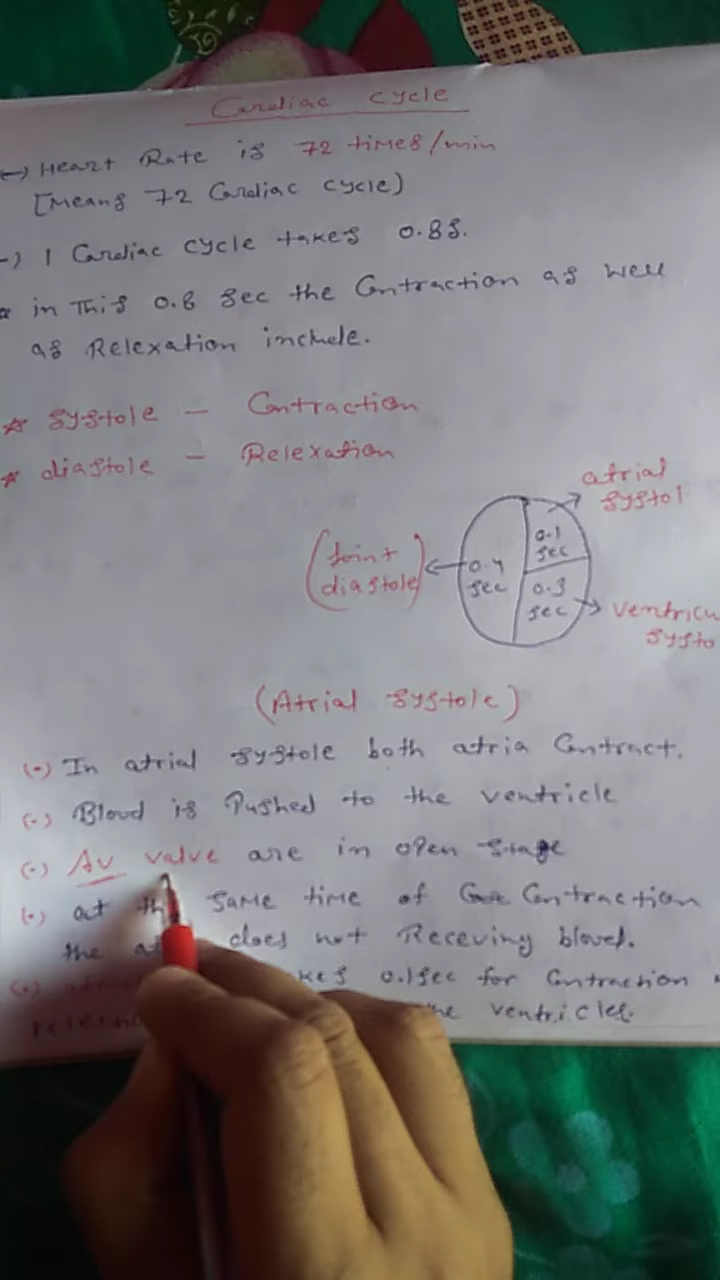 Cardiac cycle
Heart Rate is 72 times/min
[Means 72 Cardiac cycle)
1 Cardiac cycle takes 0.8s.
in This 0.8 sec the Contraction as well
as Relexation include.
* systole - Contraction
* diastole - Relexation
atrial
systol
0.1
sec
(Joint
diastole)
0.4
sec
0.3
sec
ventricu
systo
(Atrial systole)
(-) In atrial systole both atria Contract.
(-) Blood is Pushed to the ventricle
(-) AV valve are in open stage
(-) at th same time of Contraction
the at does not Receving blood.
0.1sec for Contraction
the ventricles.